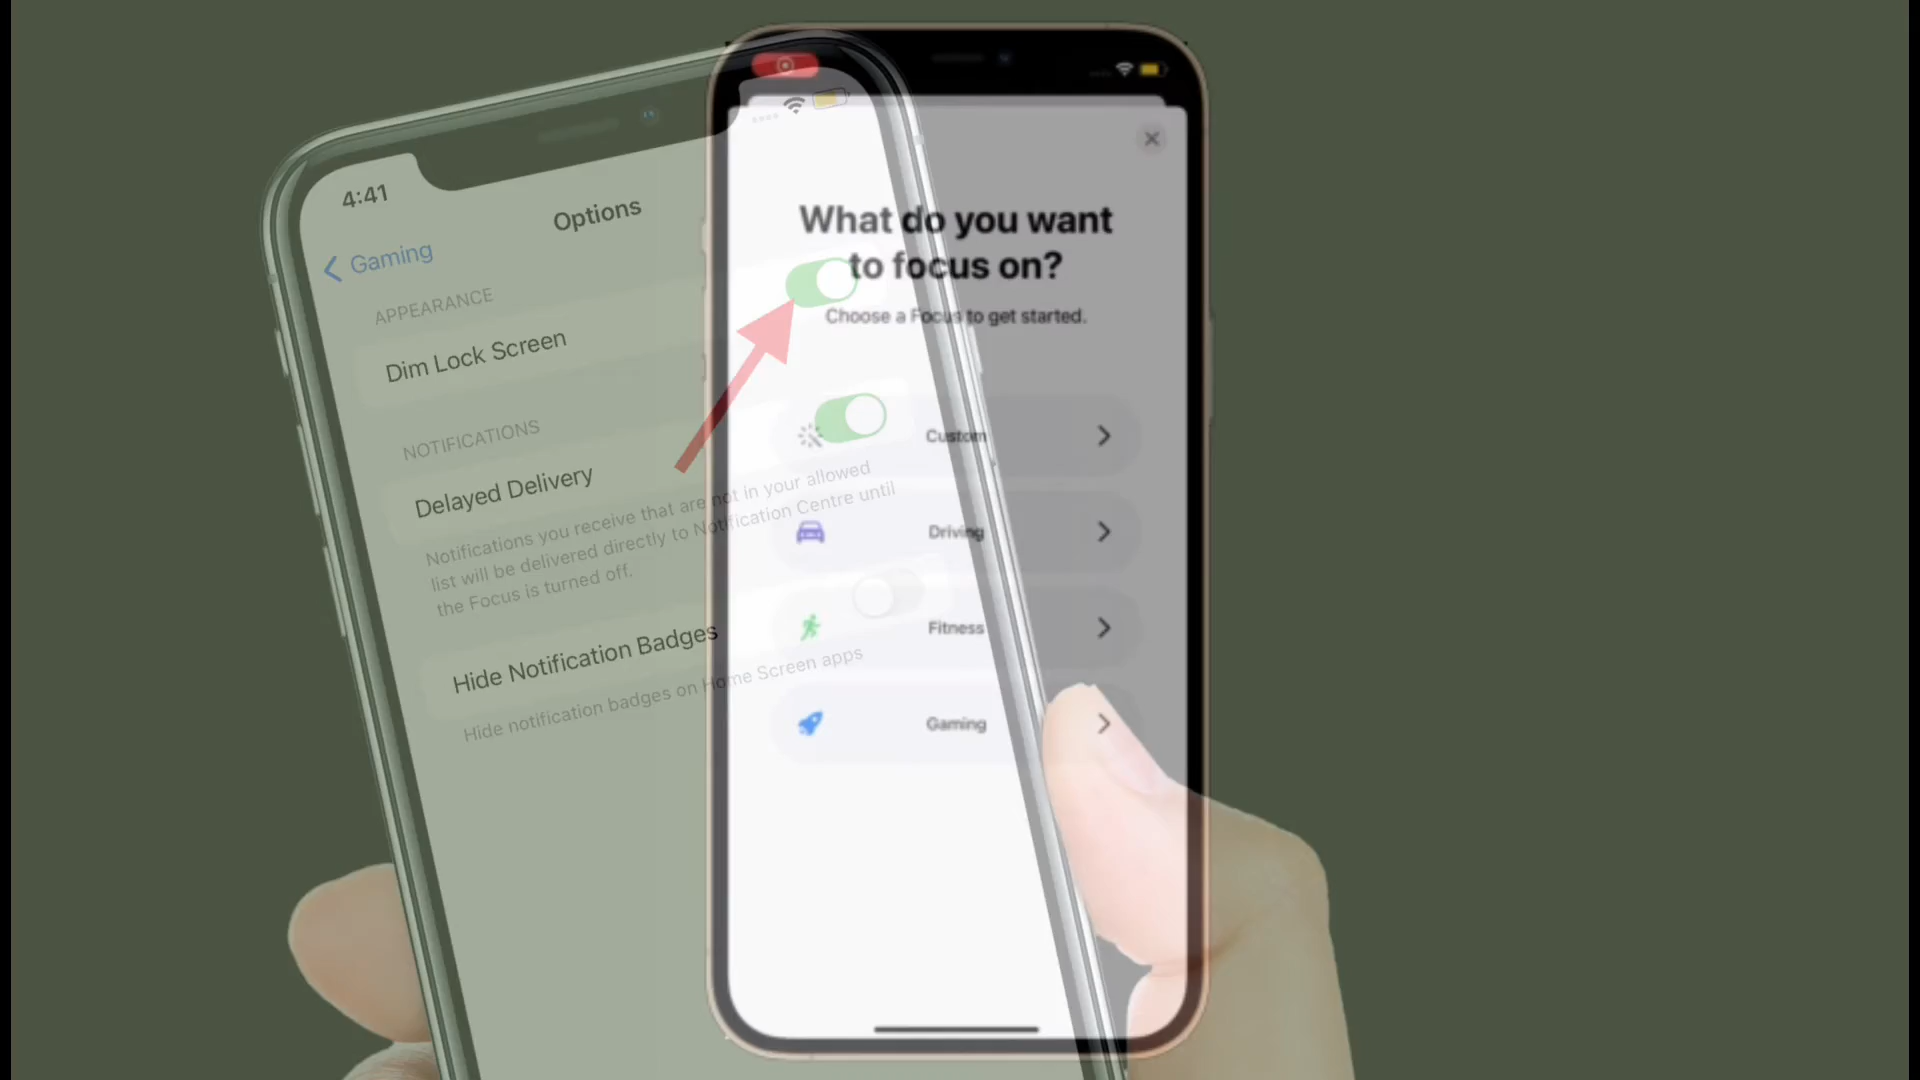 4:41
Options
Gaming
APPEARANCE
Dim Lock Screen
NOTIFICATIONS
Delayed Delivery
Notifications you receive that are not in your allowed
list will be delivered directly to Notification Centre until
the Focus is turned off.
Hide Notification Badges
Hide notification badges on Home Screen apps
What do you want
to focus on?
Choose a Focus to get started.
Custom
Driving
Fitness
Gaming